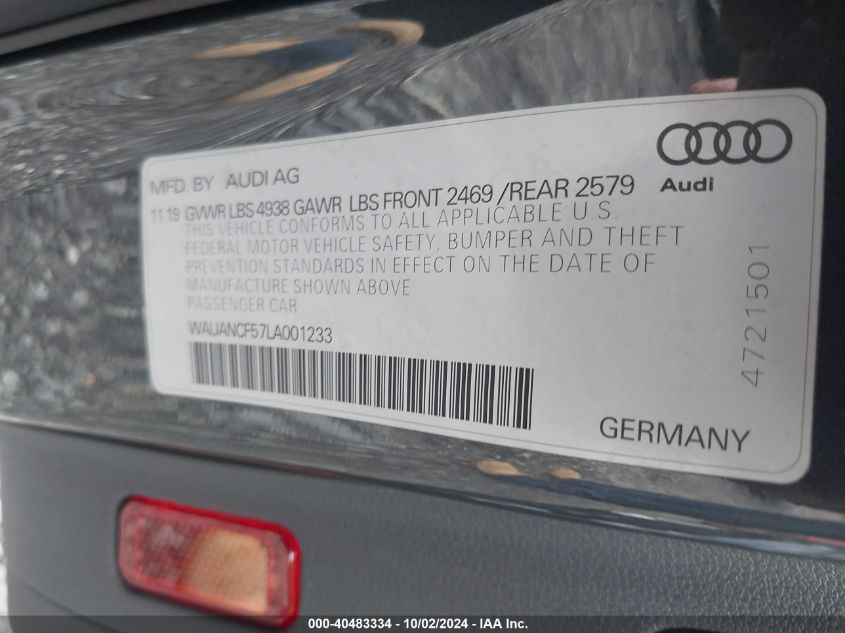 MFD. BY AUDI AG
11 19 GVWR LBS 4938 GAWR LBS FRONT 2469 /REAR 2579
THIS VEHICLE CONFORMS TO ALL APPLICABLE U.S.
FEDERAL MOTOR VEHICLE SAFETY, BUMPER AND THEFT
PREVENTION STANDARDS IN EFFECT ON THE DATE OF
MANUFACTURE SHOWN ABOVE
PASSENGER CAR
WAUANCF57LA001233
Audi
4721501
GERMANY
000-40483334 - 10/02/2024 - IAA Inc.